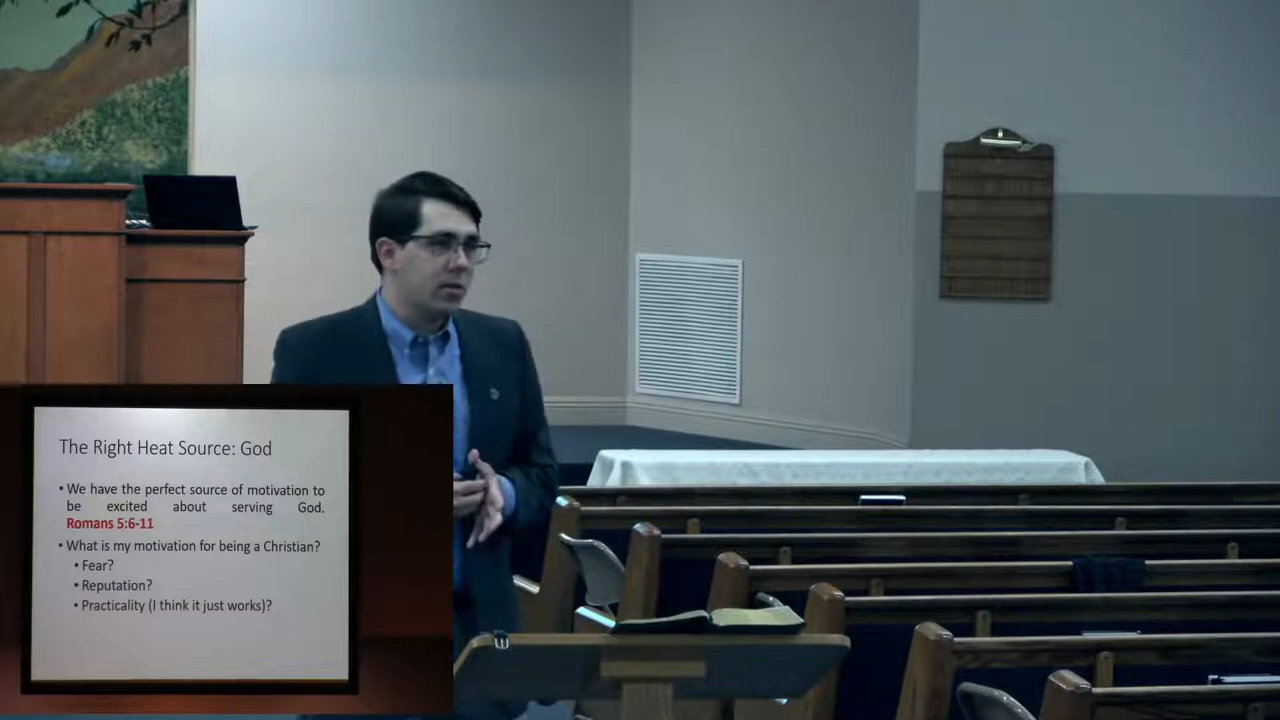 The Right Heat Source: God
• We have the perfect source of motivation to
be excited about serving God.
Romans 5:6-11
• What is my motivation for being a Christian?
• Fear?
• Reputation?
• Practicality (I think it just works)?